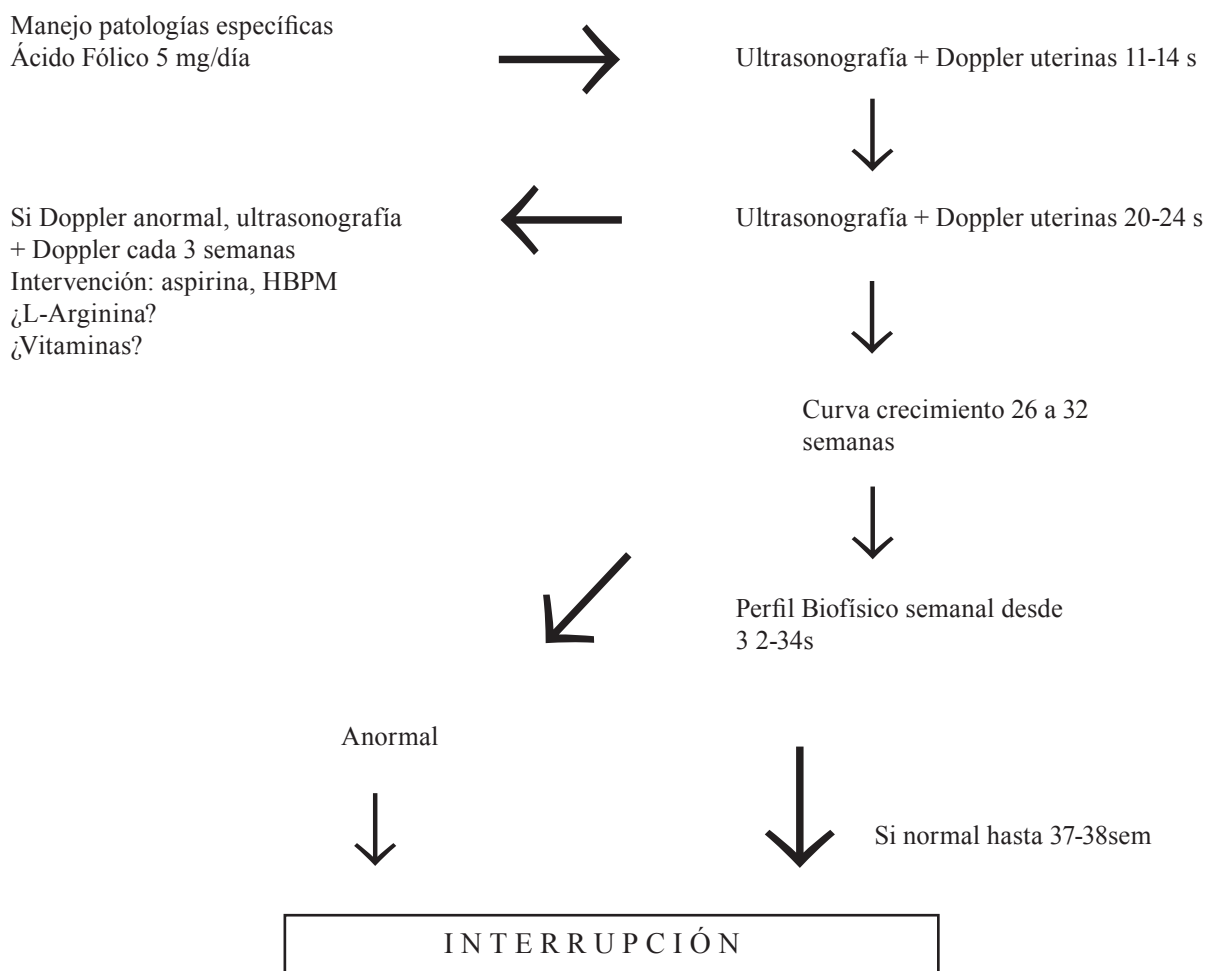 Manejo patologías específicas
Ácido Fólico 5 mg/día
Ultrasonografía + Doppler uterinas 11-14 s
Si Doppler anormal, ultrasonografía
+ Doppler cada 3 semanas
Intervención: aspirina, HBPM
¿L-Arginina?
¿Vitaminas?
Ultrasonografía + Doppler uterinas 20-24 s
Curva crecimiento 26 a 32
semanas
Perfil Biofísico semanal desde
3 2-34s
Anormal
Si normal hasta 37-38sem
INTERRUPCIÓN